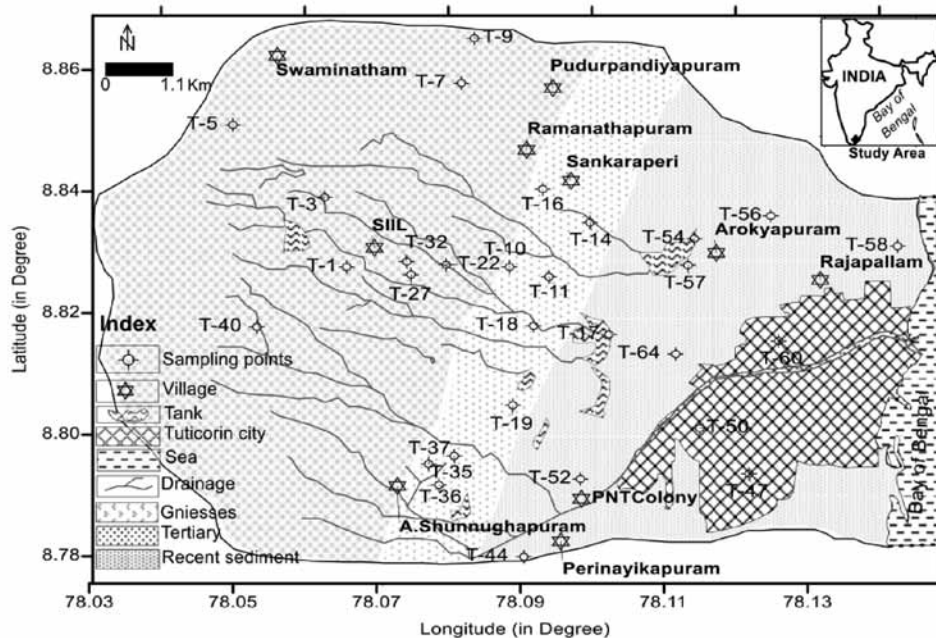 N
1.1 Km
INDIA
Bay of
Bengal
Study Area
T-9
Swaminatham
T-7
Pudurpandiyapuram
T-5
Ramanathapuram
Sankaraperi
T-16
T-3
T-56
SIIL
T-32
T-10
T-14
T-54
Arokyapuram
T-58
T-1
T-22
T-57
Rajapallam
T-27
T-11
T-40
T-18
T-17
T-64
T-60
T-19
T-50
T-37
T-35
T-52
T-47
T-36
PNTColony
A.Shunnughapuram
T-44
Perinayikapuram
Bay of Bengal
Index
Sampling points
Village
Tank
Tuticorin city
Sea
Drainage
Gniesses
Tertiary
Recent sediment
Latitude (in Degree)
8.86
8.84
8.82
8.80
8.78
78.03 78.05 78.07 78.09 78.11 78.13
Longitude (in Degree)